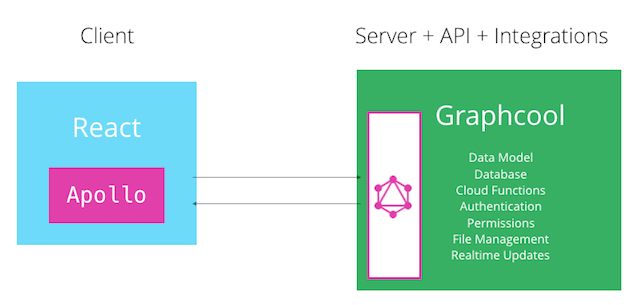 Client
Server + API + Integrations
React
Apollo
Graphcool
Data Model
Database
Cloud Functions
Authentication
Permissions
File Management
Realtime Updates